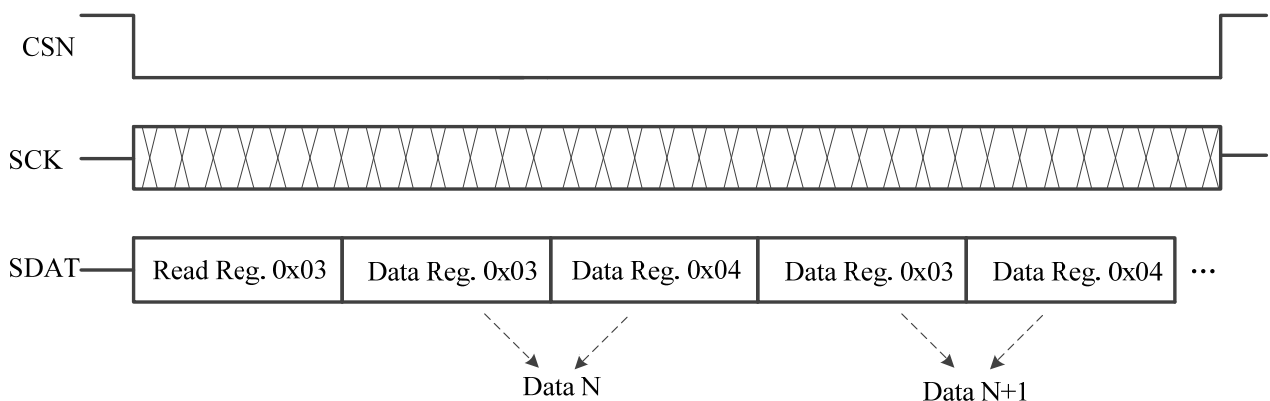 CSN
SCK
SDAT Read Reg. 0x03 Data Reg. 0x03 Data Reg. 0x04 Data Reg. 0x03 Data Reg. 0x04 ...
Data N Data N+1